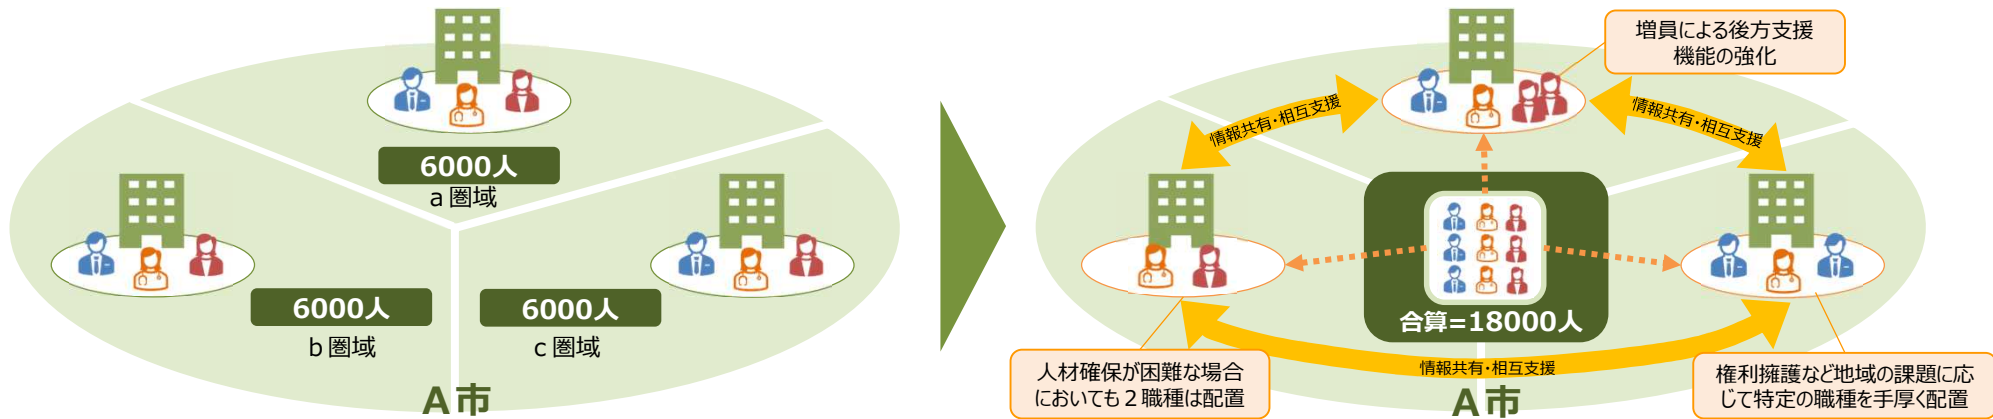 6000人
a 圏域
6000人
b 圏域
6000人
c 圏域
A市
増員による後方支援
機能の強化
情報共有・相互支援
情報共有・相互支援
合算=18000人
情報共有・相互支援
人材確保が困難な場合
においても２職種は配置
権利擁護など地域の課題に応
じて特定の職種を手厚く配置
A市